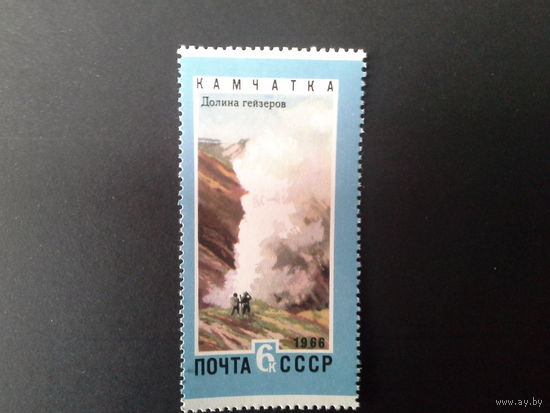 КАМЧАТКА
Долина гейзеров
1966
ПОЧТА 6к СССР
© www.ay.by